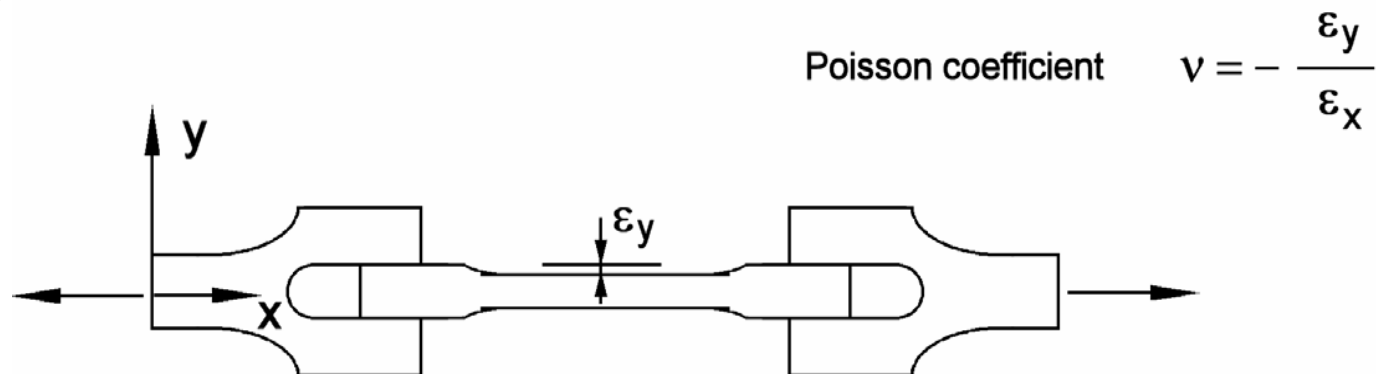 Poisson coefficient ν = − εy / εx
y
εy
x